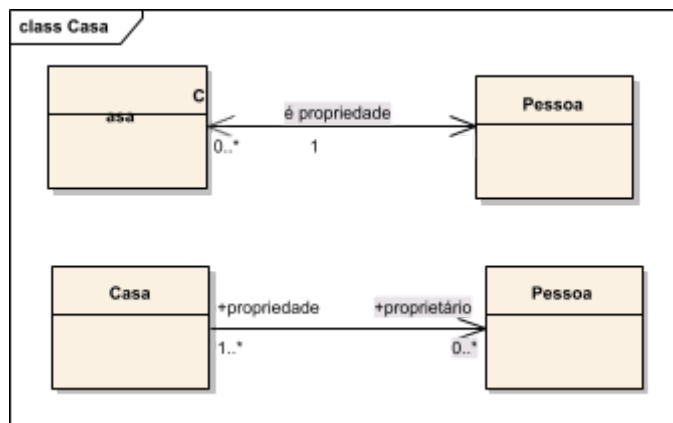 class Casa
C
asa
é propriedade
Pessoa
0..*
1
Casa
+propriedade
+proprietário
Pessoa
1..*
0..*